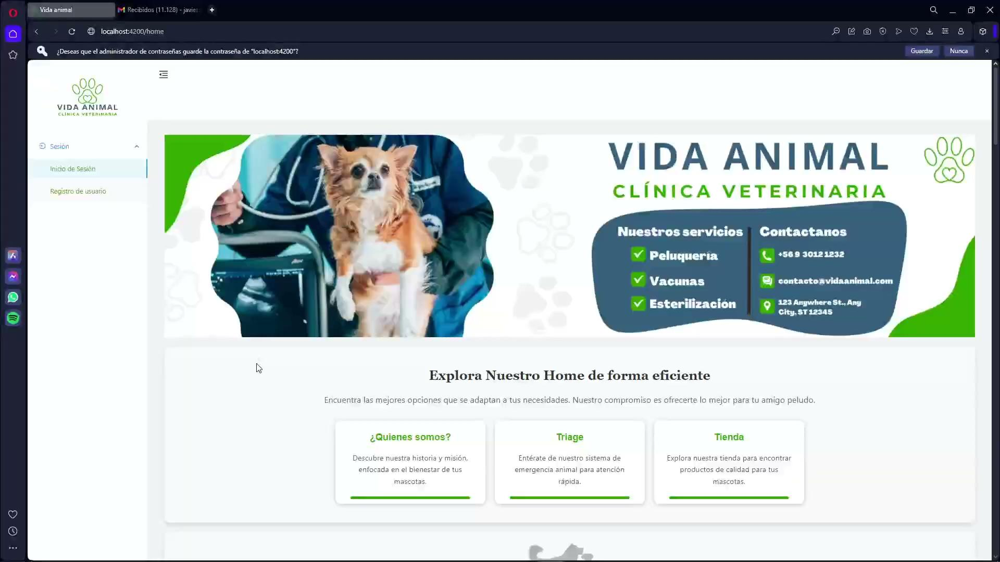 Vida animal
Recibidos (11.128) - javie
localhost:4200/home
¿Deseas que el administrador de contraseñas guarde la contraseña de "localhost:4200"?
Guardar
Nunca
VIDA ANIMAL
CLÍNICA VETERINARIA
Sesión
Inicio de Sesión
Registro de usuario
VIDA ANIMAL
CLÍNICA VETERINARIA
Nuestros servicios
Peluquería
Vacunas
Esterilización
Contactanos
+56 9 3012 1232
contacto@vidaanimal.com
123 Anywhere St., Any
City, ST 12345
Explora Nuestro Home de forma eficiente
Encuentra las mejores opciones que se adaptan a tus necesidades. Nuestro compromiso es ofrecerte lo mejor para tu amigo peludo.
¿Quienes somos?
Descubre nuestra historia y misión,
enfocada en el bienestar de tus
mascotas.
Triage
Entérate de nuestro sistema de
emergencia animal para atención
rápida.
Tienda
Explora nuestra tienda para encontrar
productos de calidad para tus
mascotas.